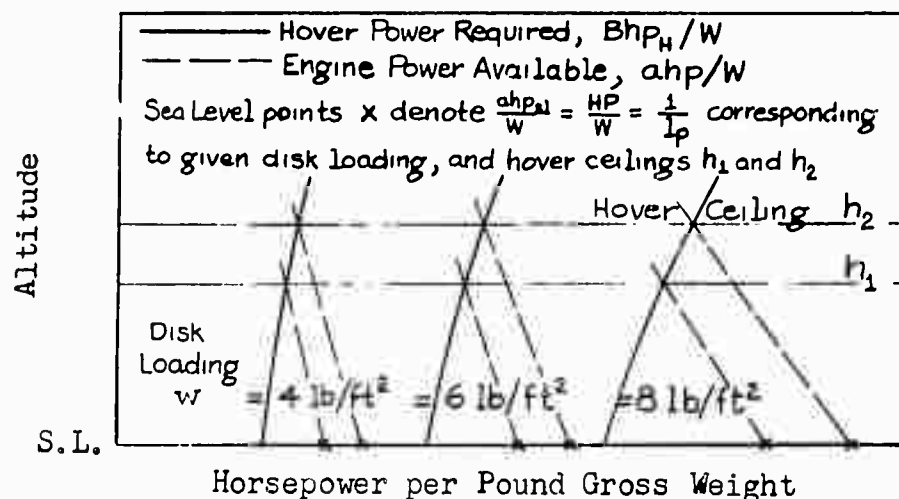 Hover Power Required, Bhp_H/W
Engine Power Available, ahp/W
Sea Level points x denote ahp_sl/W = HP/W = 1/l_p corresponding
to given disk loading, and hover ceilings h₁ and h₂
Hover Ceiling h₂
h₁
Altitude
Disk
Loading
w = 4 lb/ft² = 6 lb/ft² =8 lb/ft²
S.L.
Horsepower per Pound Gross Weight